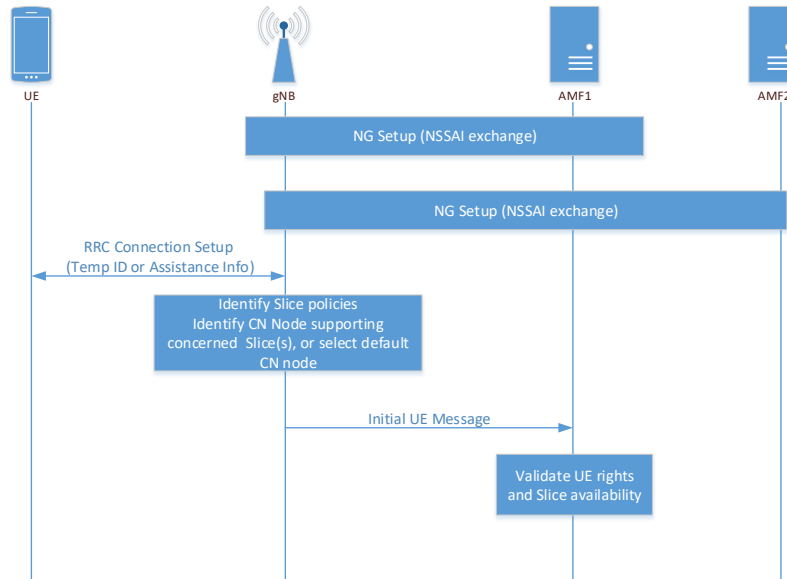 UE
gNB
AMF1
AMF2
NG Setup (NSSAI exchange)
NG Setup (NSSAI exchange)
RRC Connection Setup
(Temp ID or Assistance Info)
Identify Slice policies
Identify CN Node supporting
concerned Slice(s), or select default
CN node
Initial UE Message
Validate UE rights
and Slice availability